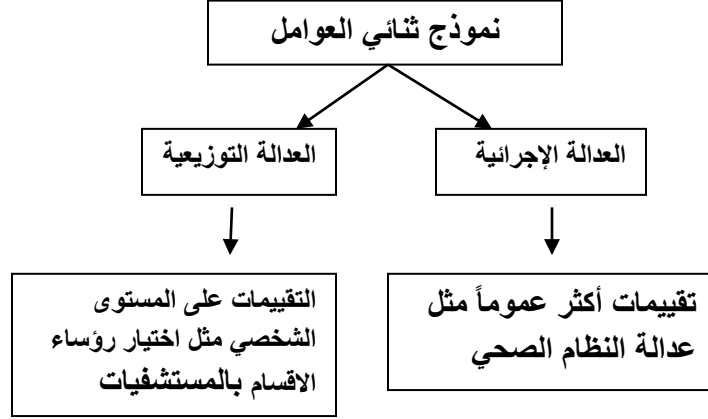 نموذج ثنائي العوامل
العدالة الإجرائية
العدالة التوزيعية
تقييمات أكثر عموماً مثل
عدالة النظام الصحي
التقييمات على المستوى
الشخصي مثل اختيار رؤساء
الاقسام بالمستشفيات